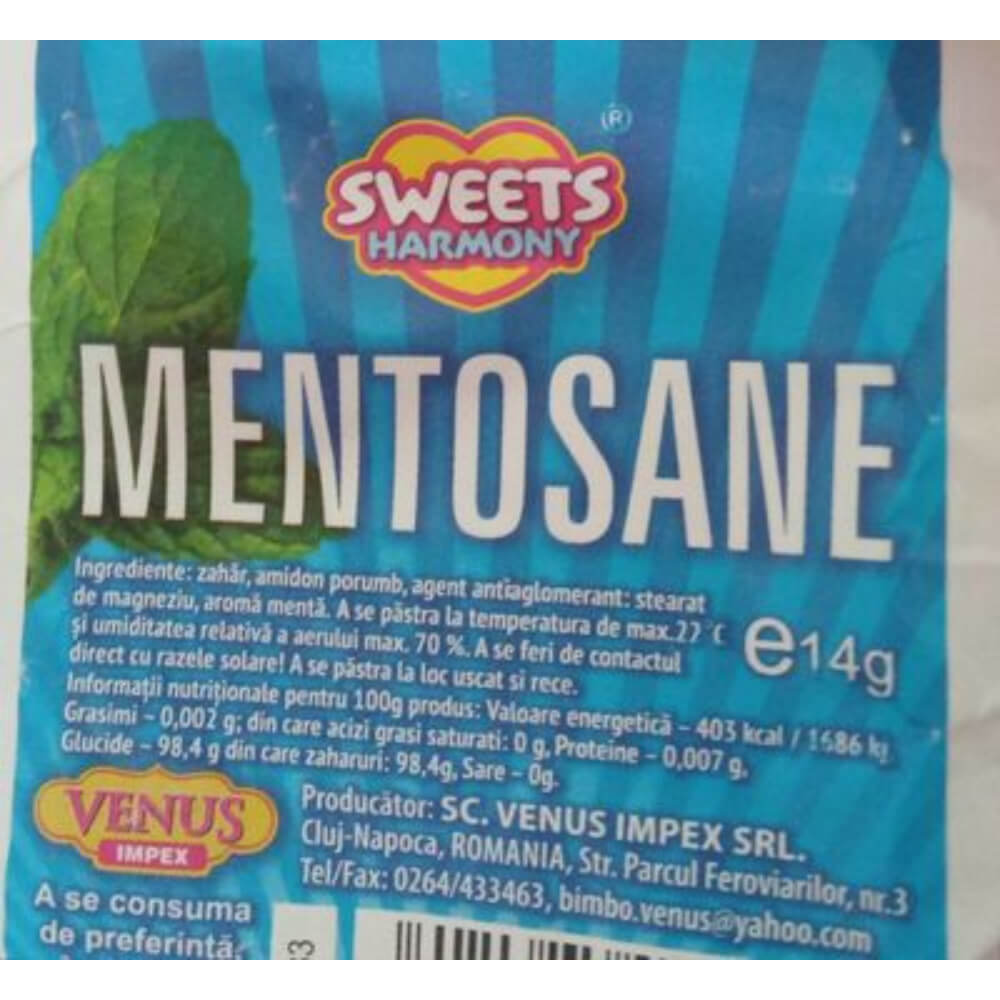 ®
SWEETS
HARMONY
MENTOSANE
Ingrediente: zahăr, amidon porumb, agent antiaglomerant: stearat
de magneziu, aromă mentă. A se păstra la temperatura de max.22 °C
și umiditatea relativă a aerului max. 70 %. A se feri de contactul
direct cu razele solare! A se păstra la loc uscat si rece.
e14g
Informații nutriționale pentru 100g produs: Valoare energetică – 403 kcal / 1686 kj,
Grasimi – 0,002 g; din care acizi grasi saturati: 0 g, Proteine – 0,007 g,
Glucide – 98,4 g din care zaharuri: 98,4g, Sare – 0g.
VENUS
IMPEX
Producător: SC. VENUS IMPEX SRL.
Cluj-Napoca, ROMANIA, Str. Parcul Feroviarilor, nr.3
Tel/Fax: 0264/433463, bimbo.venus@yahoo.com
A se consuma
de preferintă,